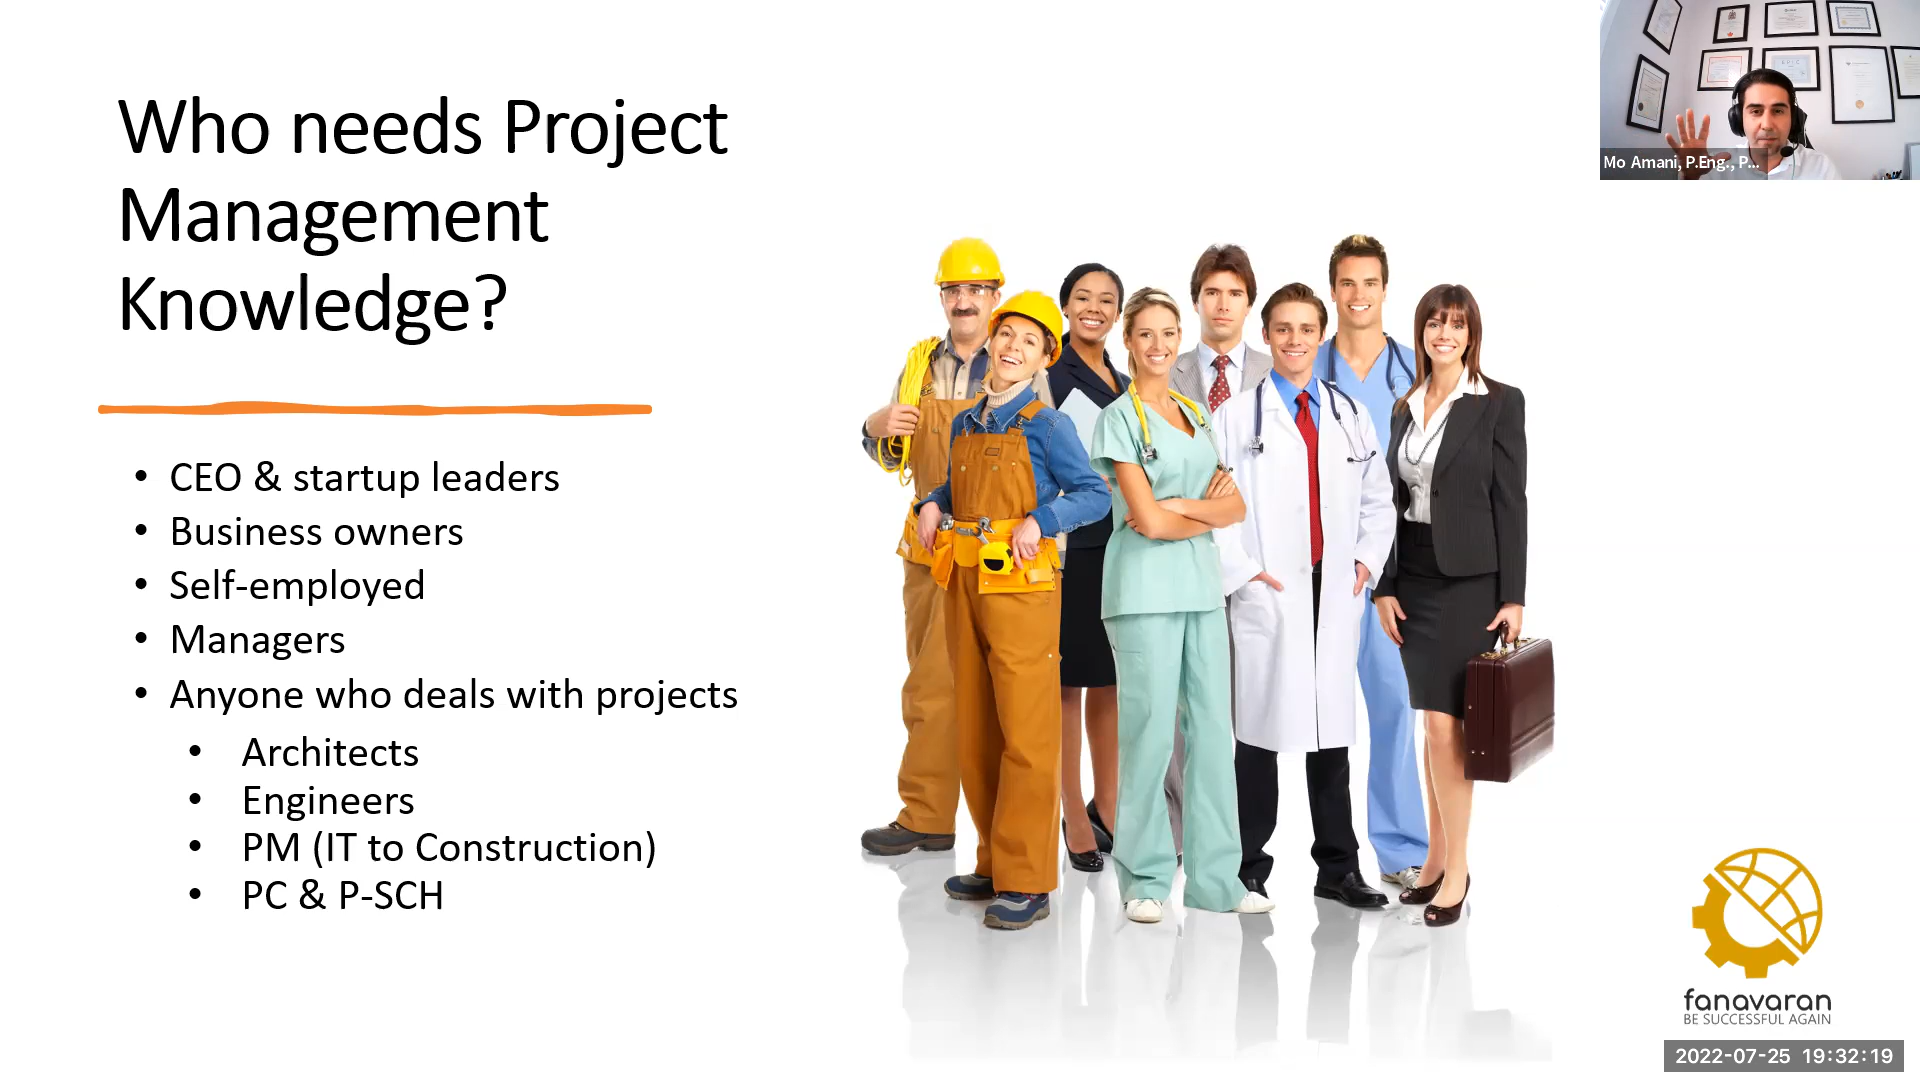 Who needs Project
Management
Knowledge?
• CEO & startup leaders
• Business owners
• Self-employed
• Managers
• Anyone who deals with projects
• Architects
• Engineers
• PM (IT to Construction)
• PC & P-SCH
Mo Amani, P.Eng., P...
fanavaran
BE SUCCESSFUL AGAIN
2022-07-25 19:32:19